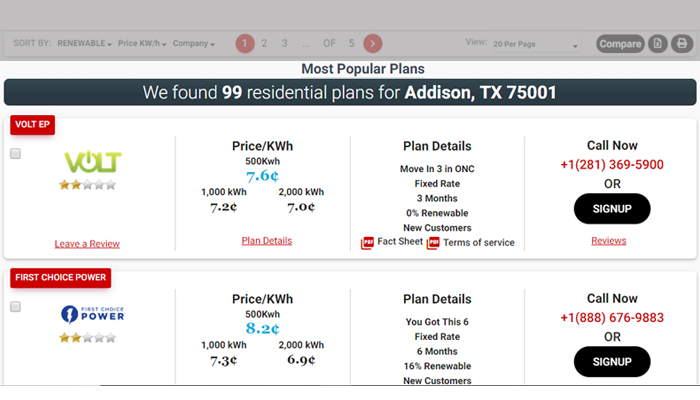 SORT BY: RENEWABLE Price KW/h Company 1 2 3 ... OF 5 View: 20 Per Page Compare
Most Popular Plans
We found 99 residential plans for Addison, TX 75001
VOLT EP
VOLT
Leave a Review
Price/KWh
500Kwh
7.6¢
1,000 kWh 2,000 kWh
7.2¢ 7.0¢
Plan Details
Plan Details
Move In 3 in ONC
Fixed Rate
3 Months
0% Renewable
New Customers
PDF Fact Sheet PDF Terms of service
Call Now
+1(281) 369-5900
OR
SIGNUP
Reviews
FIRST CHOICE POWER
FIRST CHOICE
POWER
Price/KWh
500Kwh
8.2¢
1,000 kWh 2,000 kWh
7.3¢ 6.9¢
Plan Details
You Got This 6
Fixed Rate
6 Months
16% Renewable
New Customers
Call Now
+1(888) 676-9883
OR
SIGNUP